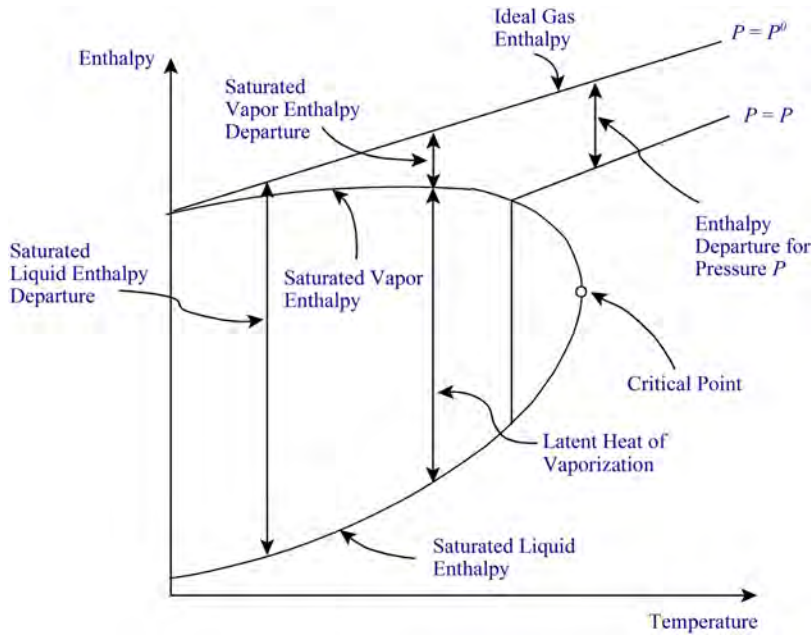 Ideal Gas
Enthalpy
P = P⁰
Enthalpy
Saturated
Vapor Enthalpy
Departure
P = P
Enthalpy
Departure for
Pressure P
Saturated
Liquid Enthalpy
Departure
Saturated Vapor
Enthalpy
Critical Point
Latent Heat of
Vaporization
Saturated Liquid
Enthalpy
Temperature